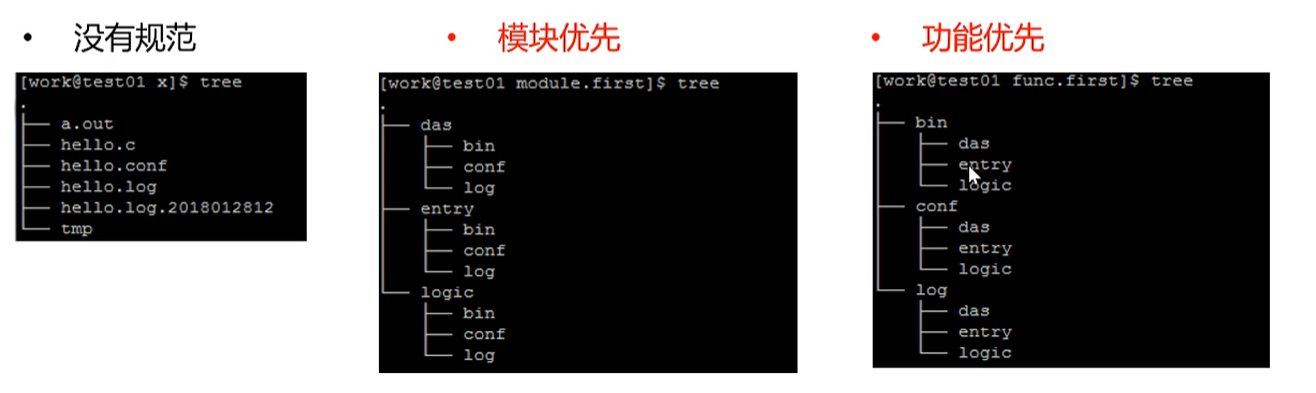 • 没有规范
[work@test01 x]$ tree
.
├── a.out
├── hello.c
├── hello.conf
├── hello.log
├── hello.log.2018012812
└── tmp
• 模块优先
[work@test01 module.first]$ tree
.
├── das
│   ├── bin
│   ├── conf
│   └── log
├── entry
│   ├── bin
│   ├── conf
│   └── log
└── logic
    ├── bin
    ├── conf
    └── log
• 功能优先
[work@test01 func.first]$ tree
.
├── bin
│   ├── das
│   ├── entry
│   └── logic
├── conf
│   ├── das
│   ├── entry
│   └── logic
└── log
    ├── das
    ├── entry
    └── logic